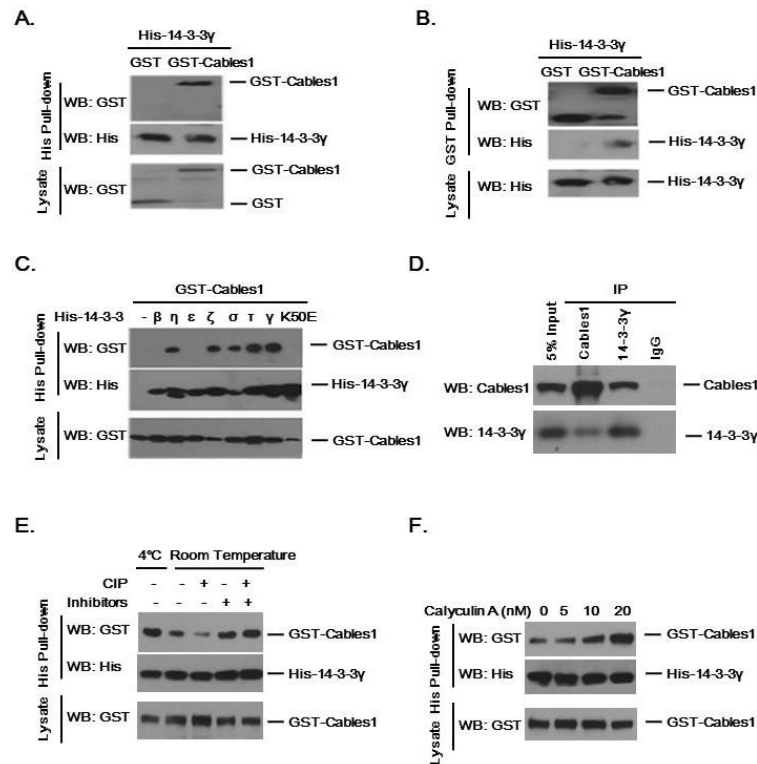 A.
His-14-3-3γ
GST GST-Cables1
His Pull-down
WB: GST
GST-Cables1
WB: His
His-14-3-3γ
Lysate
WB: GST
GST-Cables1
GST
B.
His-14-3-3γ
GST GST-Cables1
GST Pull-down
WB: GST
GST-Cables1
WB: His
His-14-3-3γ
Lysate
WB: His
His-14-3-3γ
C.
GST-Cables1
His-14-3-3 - β η ε ζ σ τ γ K50E
His Pull-down
WB: GST
GST-Cables1
WB: His
His-14-3-3γ
Lysate
WB: GST
GST-Cables1
D.
IP
5% Input Cables1 14-3-3γ IgG
WB: Cables1
Cables1
WB: 14-3-3γ
14-3-3γ
E.
4°C Room Temperature
CIP - - + - +
Inhibitors - - - + +
His Pull-down
WB: GST
GST-Cables1
WB: His
His-14-3-3γ
Lysate
WB: GST
GST-Cables1
F.
Calyculin A (nM) 0 5 10 20
His Pull-down
WB: GST
GST-Cables1
WB: His
His-14-3-3γ
Lysate
WB: GST
GST-Cables1